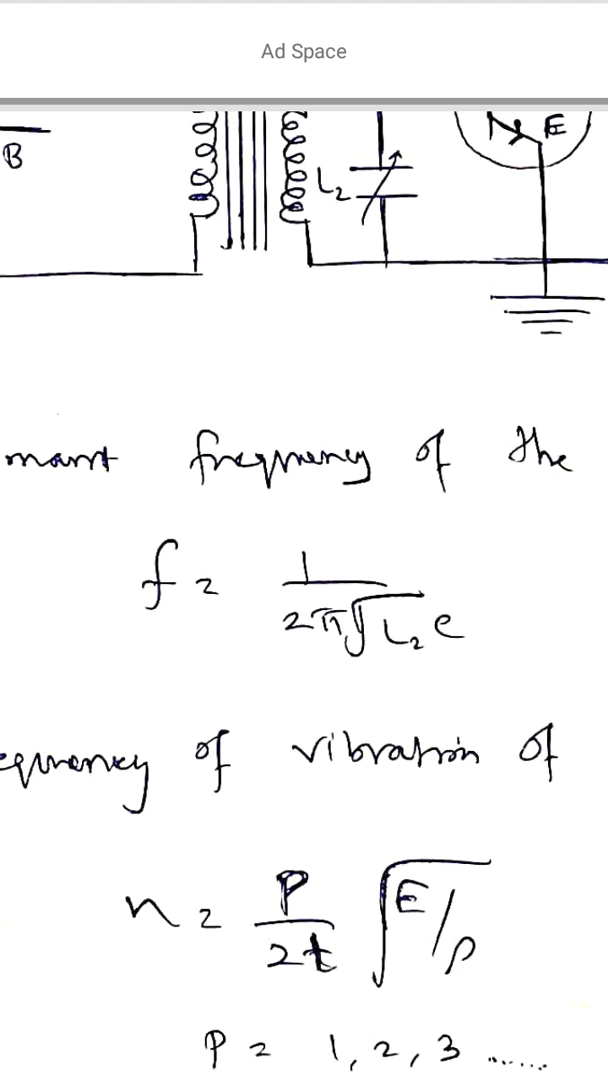 Ad Space
B
L₂
E
mant frequency of the
f = 1 / 2π√L₂c
equency of vibration of
n = P / 2t √E/ρ
P = 1, 2, 3 ......